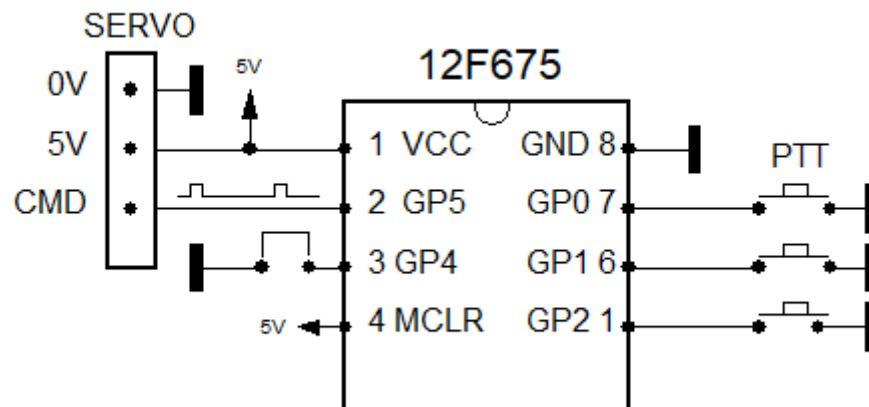 SERVO
0V
5V
CMD
5V
12F675
1 VCC GND 8
2 GP5 GP0 7
3 GP4 GP1 6
4 MCLR GP2 1
5V
PTT